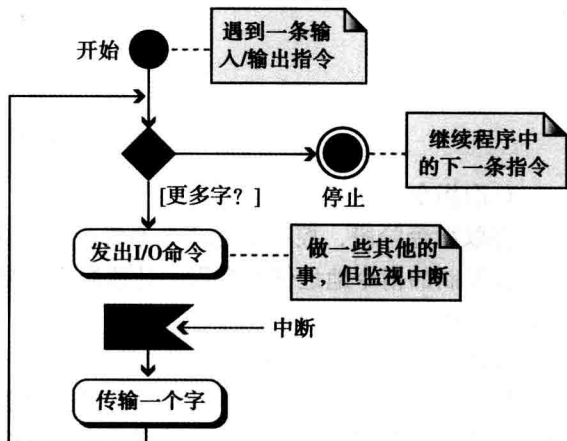 开始
遇到一条输
入/输出指令
继续程序中
的下一条指令
[更多字？]
停止
发出I/O命令
做一些其他的
事，但监视中断
中断
传输一个字